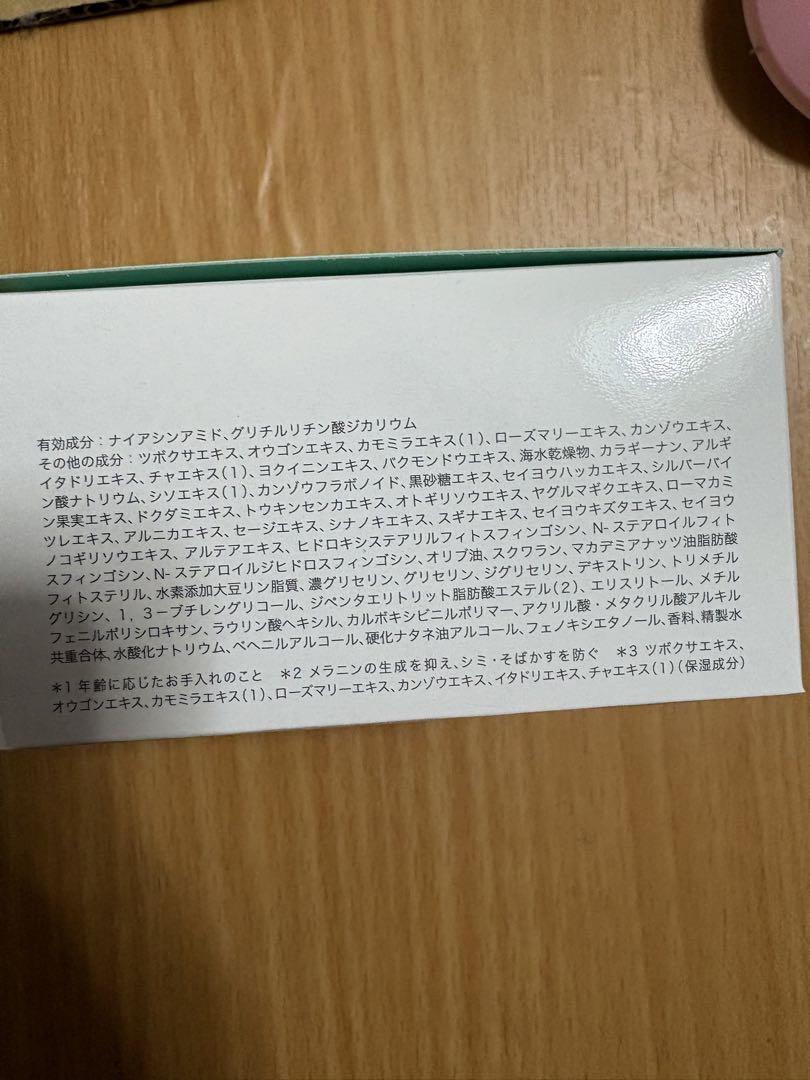 有効成分：ナイアシンアミド、グリチルリチン酸ジカリウム
その他の成分：ツボクサエキス、オウゴンエキス、カモミラエキス(1)、ローズマリーエキス、カンゾウエキス、
イタドリエキス、チャエキス(1)、ヨクイニンエキス、バクモンドウエキス、海水乾燥物、カラギーナン、アルギ
ン酸ナトリウム、シソエキス(1)、カンゾウフラボノイド、黒砂糖エキス、セイヨウハッカエキス、シルバーバイ
ン果実エキス、ドクダミエキス、トウキンセンカエキス、オトギリソウエキス、ヤグルマギクエキス、ローマカミ
ツレエキス、アルニカエキス、セージエキス、シナノキエキス、スギナエキス、セイヨウキズタエキス、セイヨウ
ノコギリソウエキス、アルテアエキス、ヒドロキシステアリルフィトスフィンゴシン、N-ステアロイルフィト
スフィンゴシン、N-ステアロイルジヒドロスフィンゴシン、オリブ油、スクワラン、マカデミアナッツ油脂肪酸
フィトステリル、水素添加大豆リン脂質、濃グリセリン、グリセリン、ジグリセリン、デキストリン、トリメチル
グリシン、1，3−ブチレングリコール、ジペンタエリトリット脂肪酸エステル(2)、エリスリトール、メチル
フェニルポリシロキサン、ラウリン酸ヘキシル、カルボキシビニルポリマー、アクリル酸・メタクリル酸アルキル
共重合体、水酸化ナトリウム、ベヘニルアルコール、硬化ナタネ油アルコール、フェノキシエタノール、香料、精製水
＊1 年齢に応じたお手入れのこと　＊2 メラニンの生成を抑え、シミ・そばかすを防ぐ　＊3 ツボクサエキス、
オウゴンエキス、カモミラエキス(1)、ローズマリーエキス、カンゾウエキス、イタドリエキス、チャエキス(1)(保湿成分)